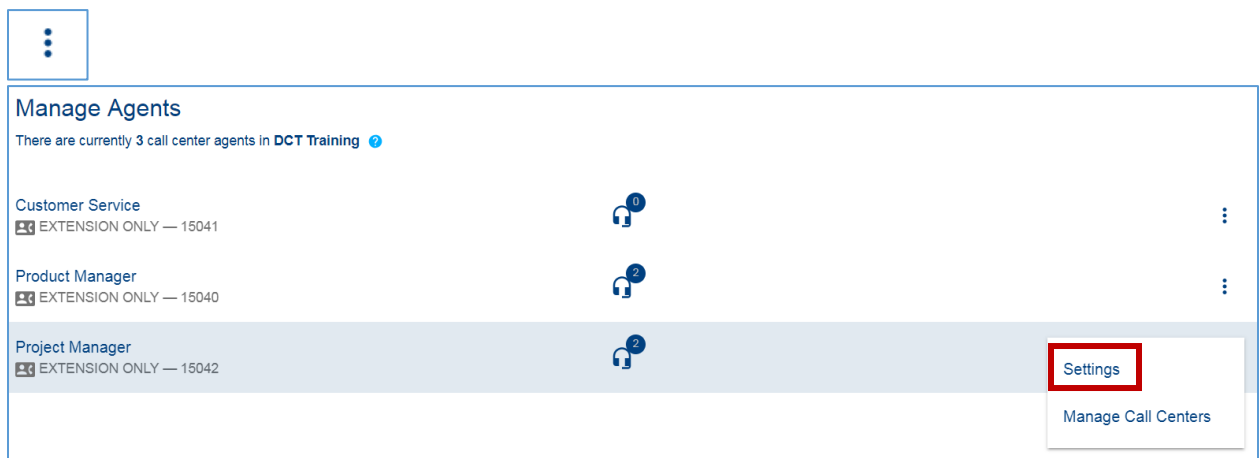 Manage Agents
There are currently 3 call center agents in DCT Training ?
Customer Service
0
EXTENSION ONLY — 15041
Product Manager
2
EXTENSION ONLY — 15040
Project Manager
2
EXTENSION ONLY — 15042
Settings
Manage Call Centers